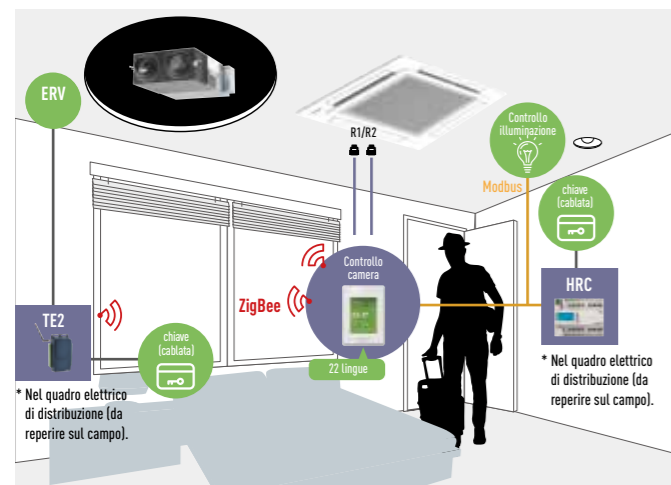 ERV
R1/R2
Controllo
illuminazione
Modbus
chiave
(cablata)
Controllo
camera
ZigBee
HRC
TE2
22 lingue
chiave
(cablata)
* Nel quadro elettrico
di distribuzione (da
reperire sul campo).
* Nel quadro elettrico
di distribuzione (da
reperire sul campo).